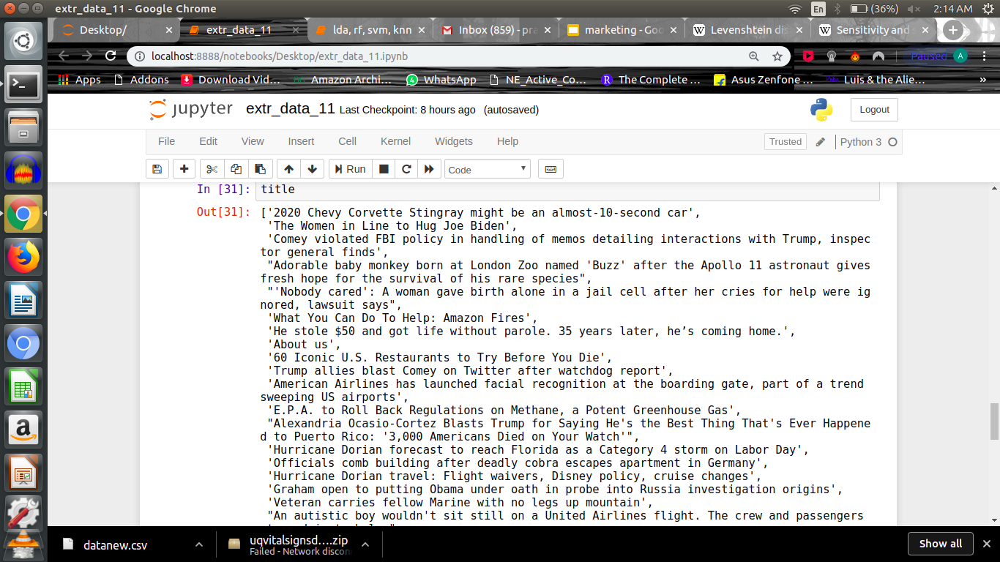 extr_data_11 - Google Chrome
En
(36%)
2:14 AM
Desktop/
extr_data_11
lda, rf, svm, knn
Inbox (859) - pra
marketing - Goo
Levenshtein dis
Sensitivity and s
localhost:8888/notebooks/Desktop/extr_data_11.ipynb
Paused
A
Apps
Addons
Download Vid...
Amazon Archi...
WhatsApp
NE_Active_Co...
The Complete ...
Asus Zenfone ...
Luis & the Alie...
»
jupyter
extr_data_11 Last Checkpoint: 8 hours ago (autosaved)
Logout
File Edit View Insert Cell Kernel Widgets Help
Trusted
Python 3
Run
Code
In [31]: title
Out[31]: ['2020 Chevy Corvette Stingray might be an almost-10-second car',
'The Women in Line to Hug Joe Biden',
'Comey violated FBI policy in handling of memos detailing interactions with Trump, inspec
tor general finds',
"Adorable baby monkey born at London Zoo named 'Buzz' after the Apollo 11 astronaut gives
fresh hope for the survival of his rare species",
"'Nobody cared': A woman gave birth alone in a jail cell after her cries for help were ig
nored, lawsuit says",
'What You Can Do To Help: Amazon Fires',
'He stole $50 and got life without parole. 35 years later, he’s coming home.',
'About us',
'60 Iconic U.S. Restaurants to Try Before You Die',
'Trump allies blast Comey on Twitter after watchdog report',
'American Airlines has launched facial recognition at the boarding gate, part of a trend
sweeping US airports',
'E.P.A. to Roll Back Regulations on Methane, a Potent Greenhouse Gas',
"Alexandria Ocasio-Cortez Blasts Trump for Saying He's the Best Thing That's Ever Happene
d to Puerto Rico: '3,000 Americans Died on Your Watch'",
'Hurricane Dorian forecast to reach Florida as a Category 4 storm on Labor Day',
'Officials comb building after deadly cobra escapes apartment in Germany',
'Hurricane Dorian travel: Flight waivers, Disney policy, cruise changes',
'Graham open to putting Obama under oath in probe into Russia investigation origins',
'Veteran carries fellow Marine with no legs up mountain',
"An autistic boy wouldn't sit still on a United Airlines flight. The crew and passengers
datanew.csv
uqvitalsignsd....zip
Failed - Network discon
Show all